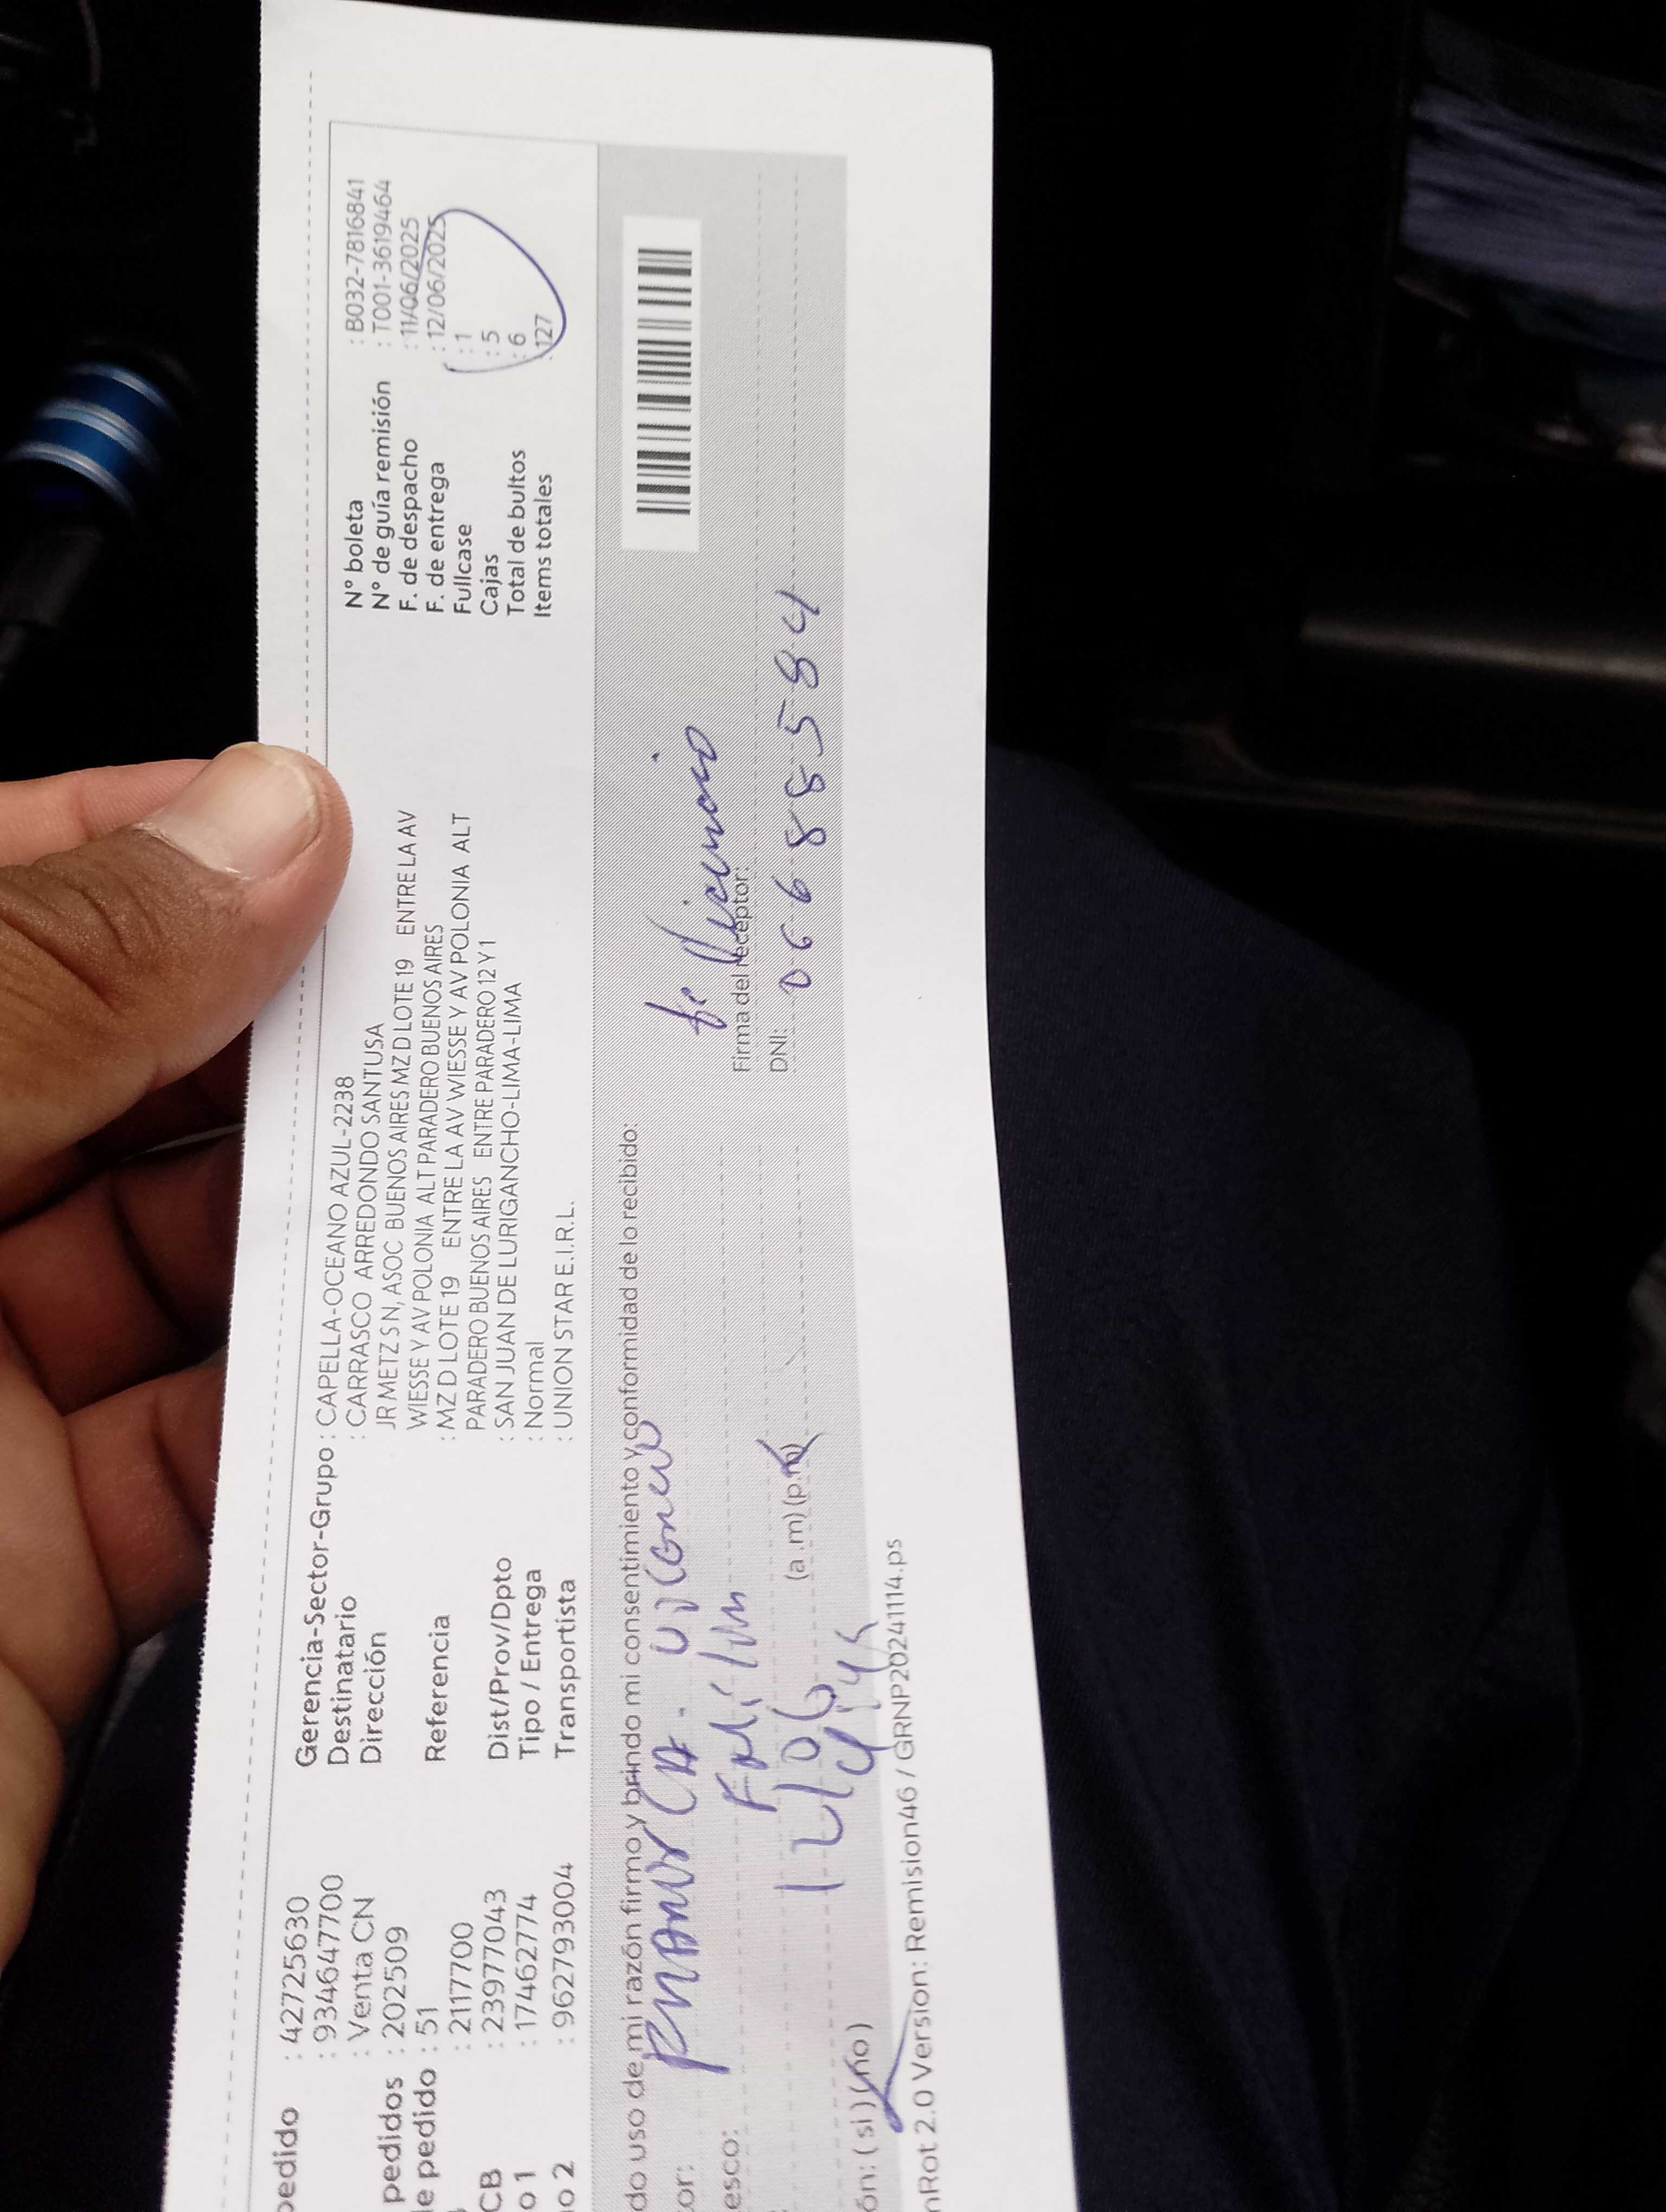 pedido : 42725630
: 934647700
: Venta CN
pedidos : 202509
e pedido : 51
: 2117700
CB : 23977043
o 1 : 174627774
o 2 : 962793004
Gerencia-Sector-Grupo : CAPELLA-OCEANO AZUL-2238
Destinatario : CARRASCO ARREDONDO SANTUSA
Dirección JR METZ S N, ASOC BUENOS AIRES MZ D LOTE 19 ENTRE LA AV
WIESSE Y AV POLONIA ALT PARADERO BUENOS AIRES
Referencia : MZ D LOTE 19 ENTRE LA AV WIESSE Y AV POLONIA ALT
PARADERO BUENOS AIRES ENTRE PARADERO 12 Y 1
Dist/Prov/Dpto : SAN JUAN DE LURIGANCHO-LIMA-LIMA
Tipo / Entrega : Normal
Transportista : UNION STAR E.I.R.L.
N° boleta : B032-7816841
N° de guía remisión : T001-3619464
F. de despacho : 11/06/2025
F. de entrega : 12/06/2025
Fullcase : 1
Cajas : 5
Total de bultos : 6
Items totales : 127
do uso de mi razón firmo y brindo mi consentimiento y conformidad de lo recibido:
or:
esco:
Firma del receptor:
(a.m) (p.m)
DNI: 06688584
ón: (si) (no)
nRot 2.0 Version: Remision46 / GRNP20241114.ps